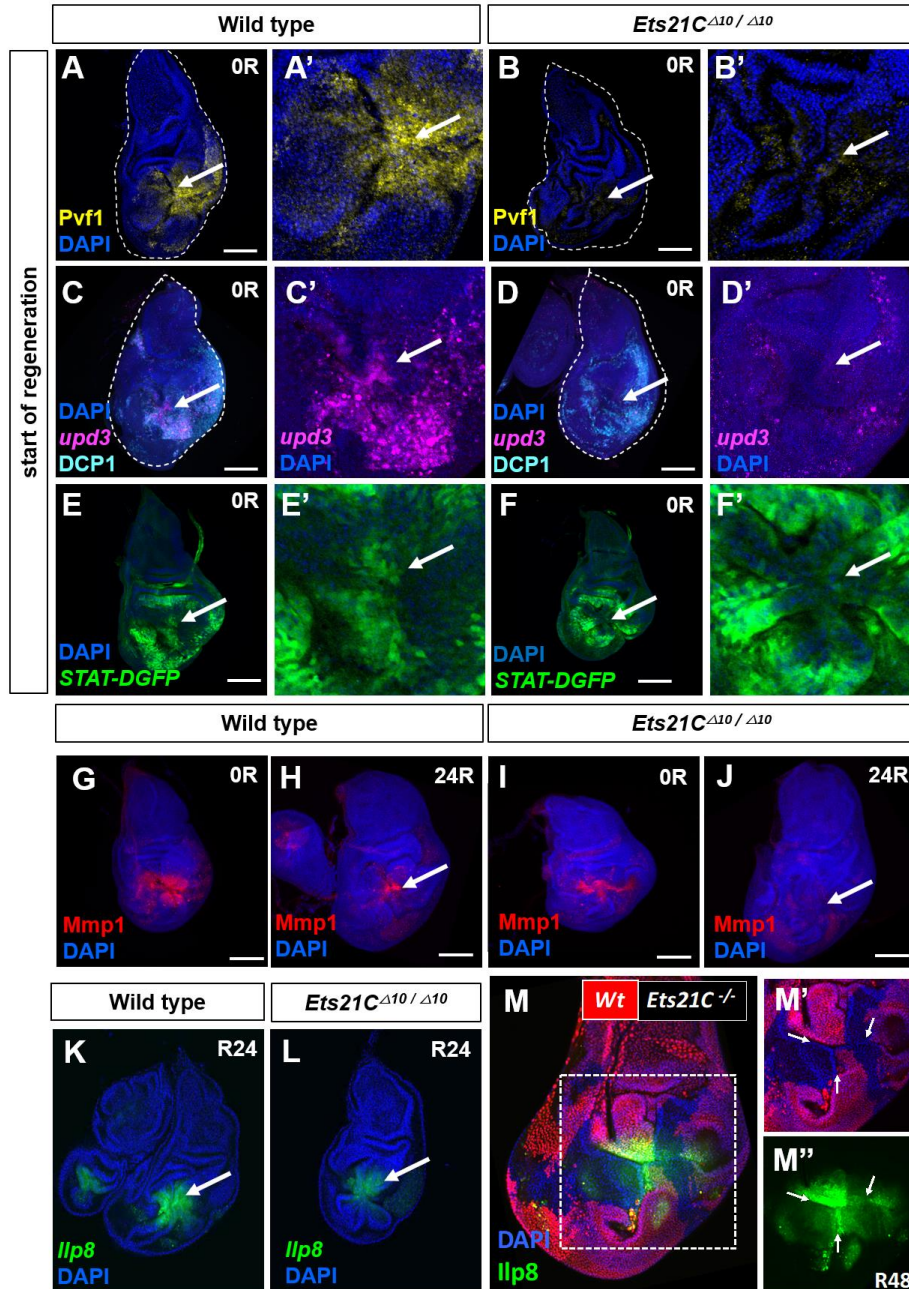 Wild type
Ets21C Δ10 / Δ10
start of regeneration
A 0R
Pvf1
DAPI
A’
B 0R
Pvf1
DAPI
B’
C 0R
DAPI
upd3
DCP1
C’
upd3
DAPI
D 0R
DAPI
upd3
DCP1
D’
upd3
DAPI
E 0R
DAPI
STAT-DGFP
E’
F 0R
DAPI
STAT-DGFP
F’
Wild type
Ets21C Δ10 / Δ10
G 0R
Mmp1
DAPI
H 24R
Mmp1
DAPI
I 0R
Mmp1
DAPI
J 24R
Mmp1
DAPI
Wild type
Ets21C Δ10 / Δ10
K R24
Ilp8
DAPI
L R24
Ilp8
DAPI
M Wt Ets21C -/-
DAPI
Ilp8
M’
M”
R48